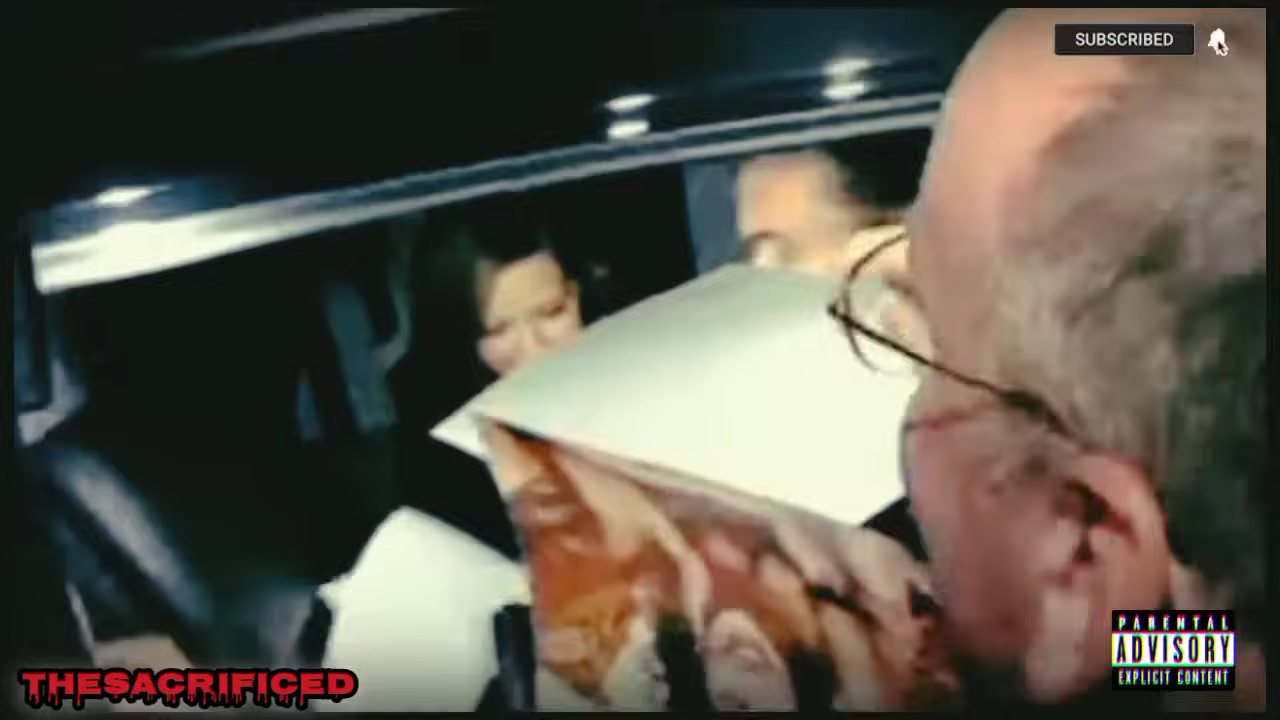 SUBSCRIBED
PARENTAL
ADVISORY
EXPLICIT CONTENT
THESACRIFICED